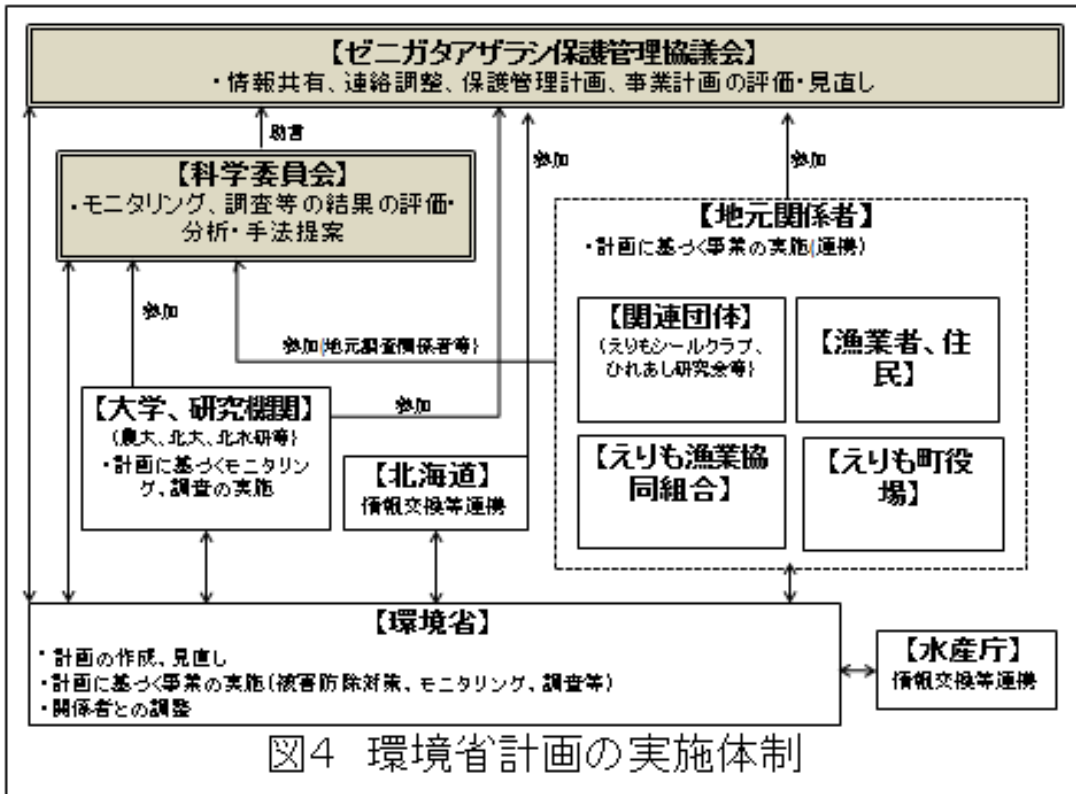 【ゼニガタアザラシ保護管理協議会】
・情報共有、連絡調整、保護管理計画、事業計画の評価・見直し
助言
参加
参加
【科学委員会】
・モニタリング、調査等の結果の評価・
分析・手法提案
【地元関係者】
・計画に基づく事業の実施(連携)
参加
参加(地元調査関係者等)
【関連団体】
(えりもシールクラブ、
ひれあし研究会等)
【漁業者、住
民】
【大学、研究機関】
(農大、北大、北水研等)
・計画に基づくモニタリン
グ、調査の実施
参加
【北海道】
情報交換等連携
【えりも漁業協
同組合】
【えりも町役
場】
【環境省】
・計画の作成、見直し
・計画に基づく事業の実施(被害防除対策、モニタリング、調査等)
・関係者との調整
【水産庁】
情報交換等連携
図4 環境省計画の実施体制